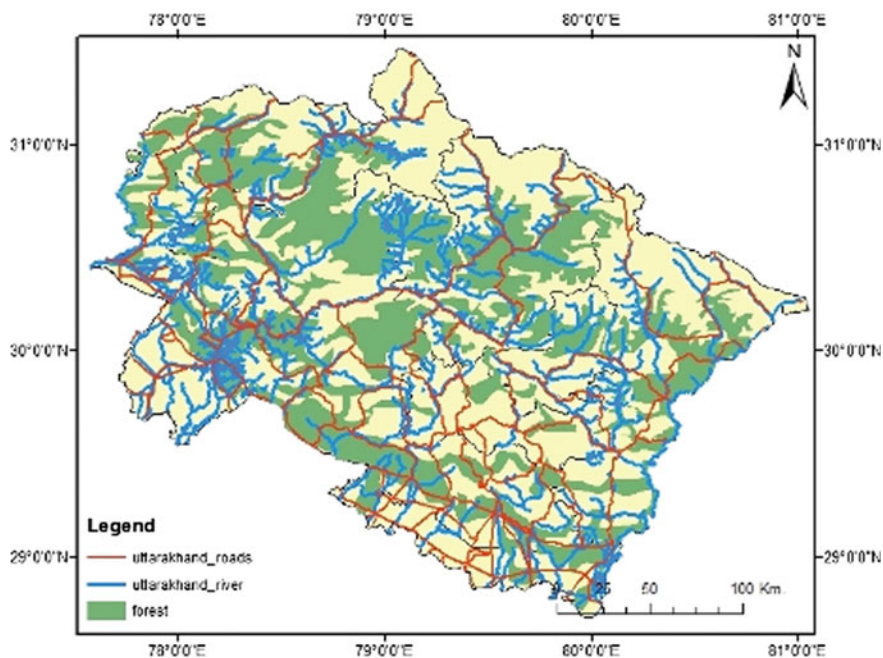 78°0'0"E 79°0'0"E 80°0'0"E 81°0'0"E
N
31°0'0"N 31°0'0"N
30°0'0"N 30°0'0"N
29°0'0"N 29°0'0"N
Legend
uttarakhand_roads
uttarakhand_river
forest
0 25 50 100 Km.
78°0'0"E 79°0'0"E 80°0'0"E 81°0'0"E